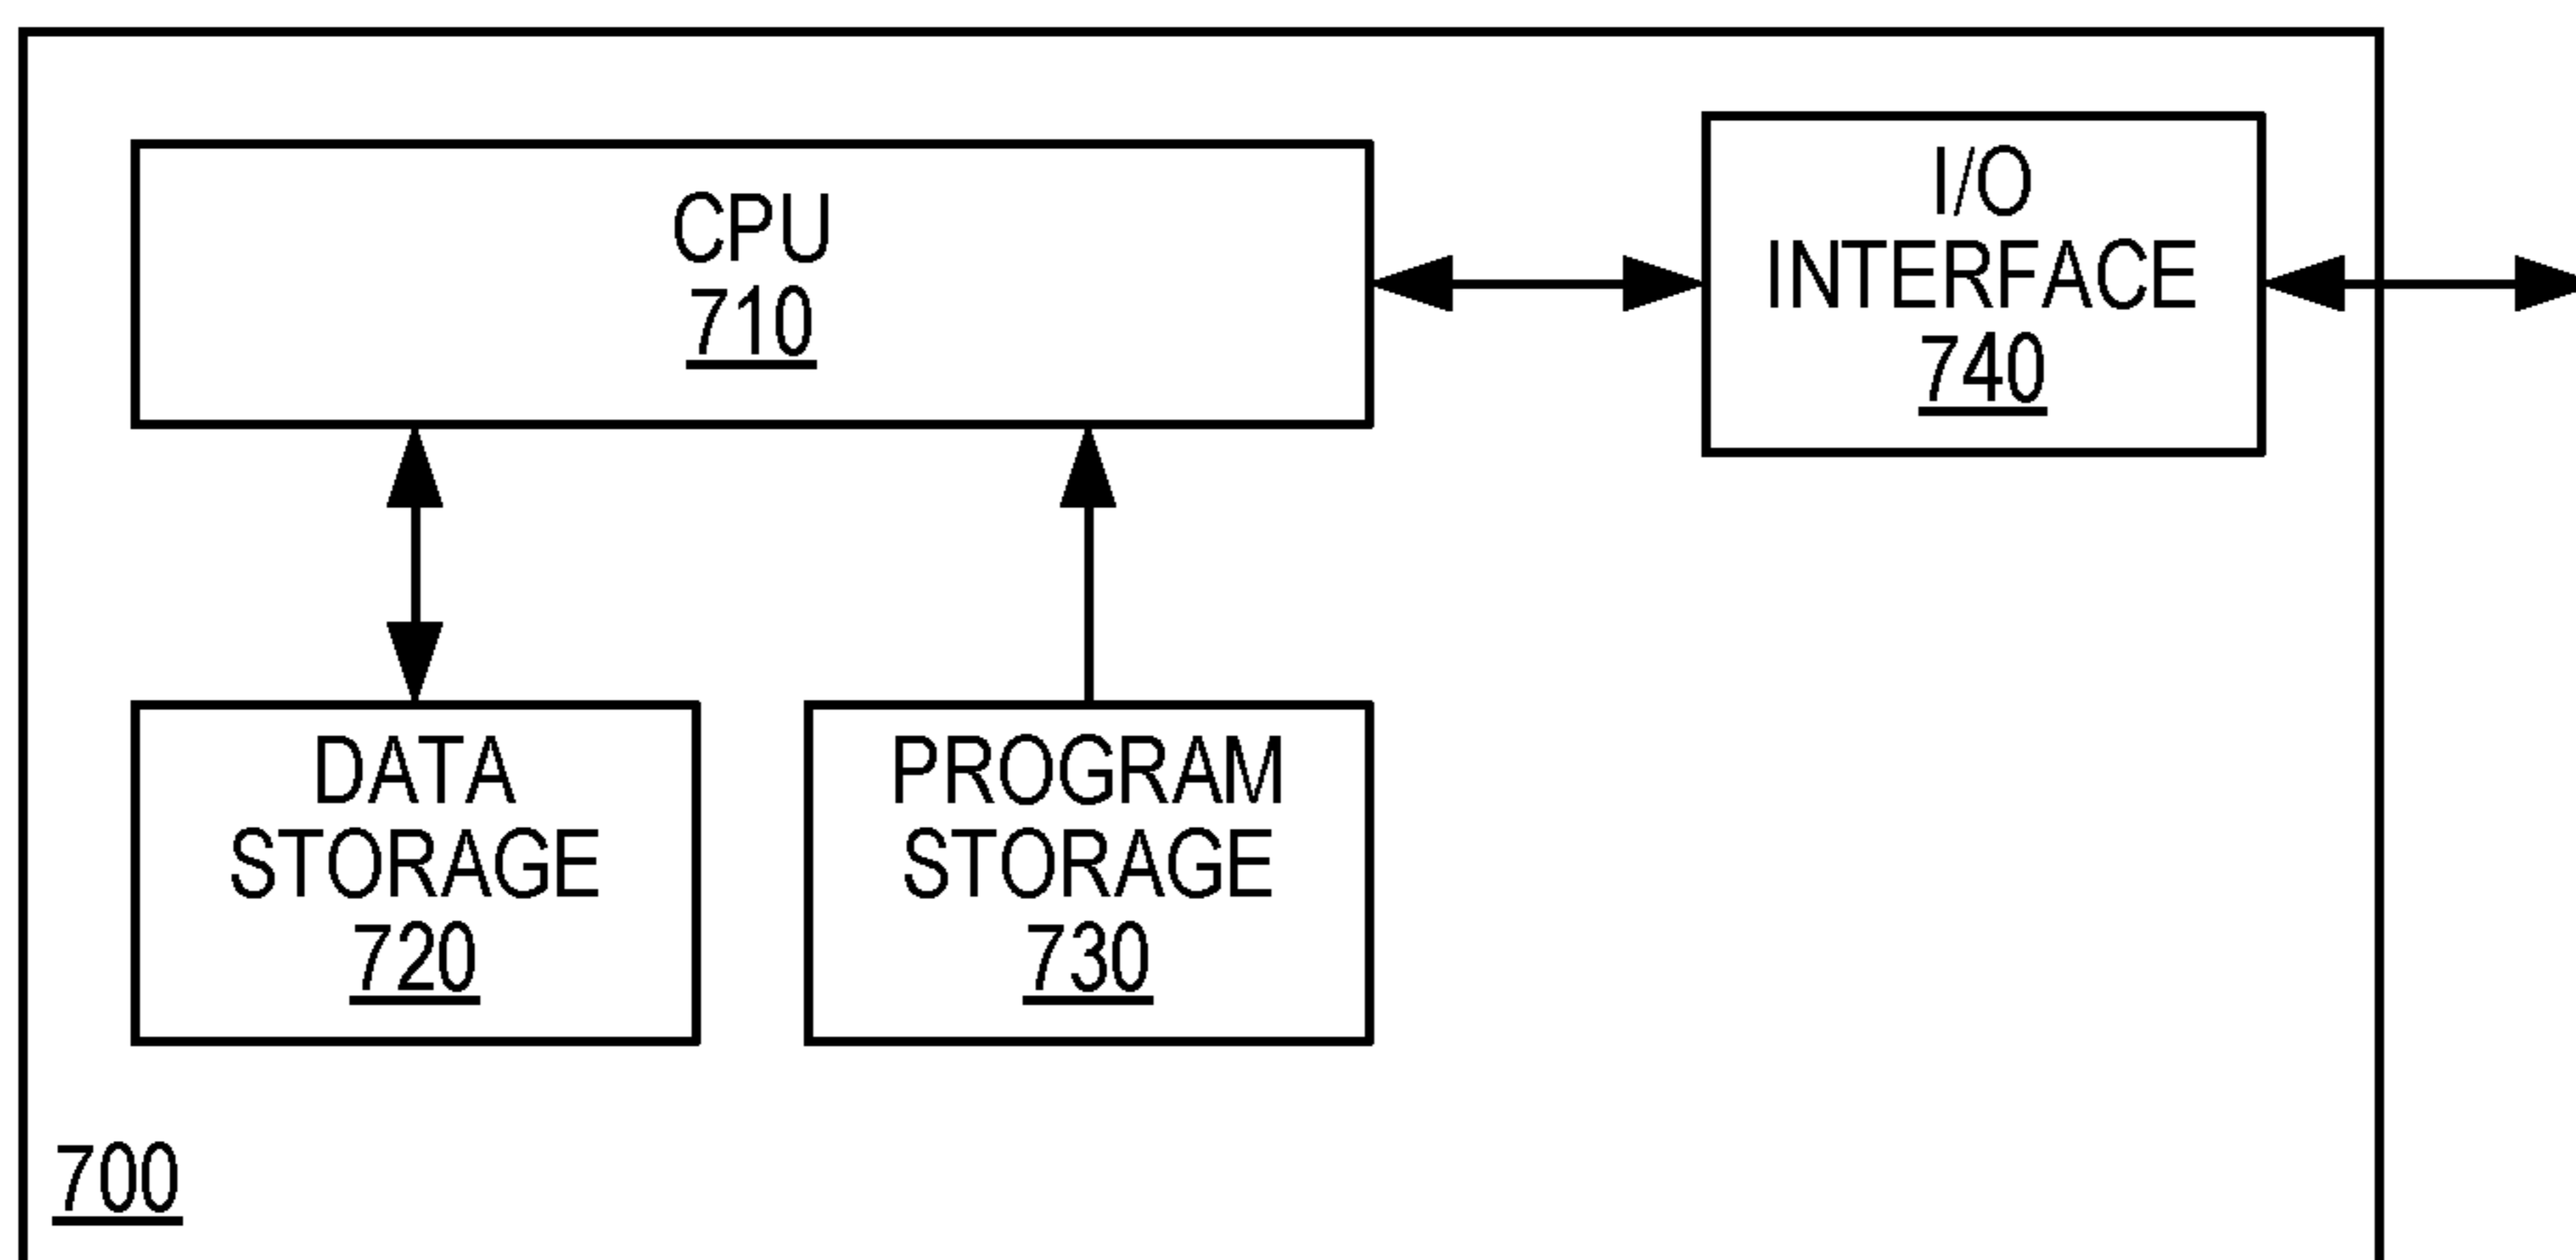 CPU
710
I/O
INTERFACE
740
DATA
STORAGE
720
PROGRAM
STORAGE
730
700